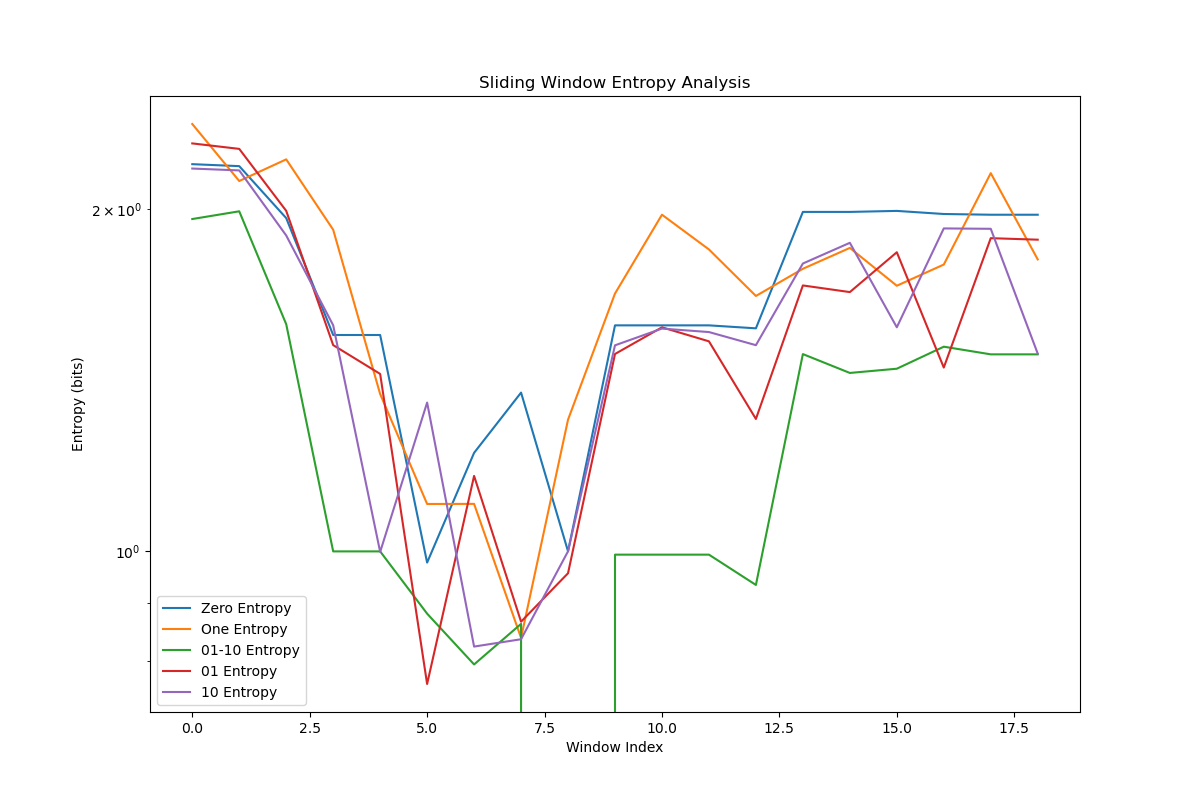 Sliding Window Entropy Analysis
Entropy (bits)
2 × 10⁰
10⁰
Zero Entropy
One Entropy
01-10 Entropy
01 Entropy
10 Entropy
0.0 2.5 5.0 7.5 10.0 12.5 15.0 17.5
Window Index